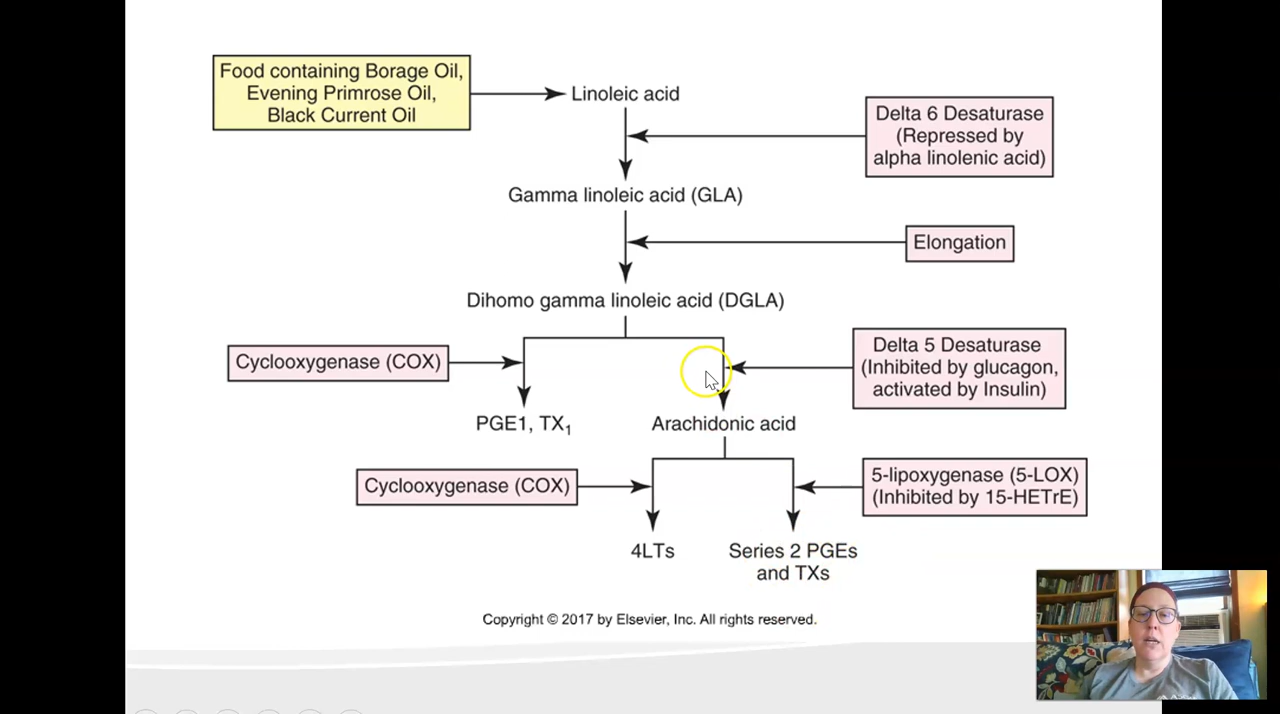 Food containing Borage Oil,
Evening Primrose Oil,
Black Current Oil
Linoleic acid
Delta 6 Desaturase
(Repressed by
alpha linolenic acid)
Gamma linoleic acid (GLA)
Elongation
Dihomo gamma linoleic acid (DGLA)
Cyclooxygenase (COX)
Delta 5 Desaturase
(Inhibited by glucagon,
activated by Insulin)
PGE1, TX₁
Arachidonic acid
Cyclooxygenase (COX)
5-lipoxygenase (5-LOX)
(Inhibited by 15-HETrE)
4LTs
Series 2 PGEs
and TXs
Copyright © 2017 by Elsevier, Inc. All rights reserved.